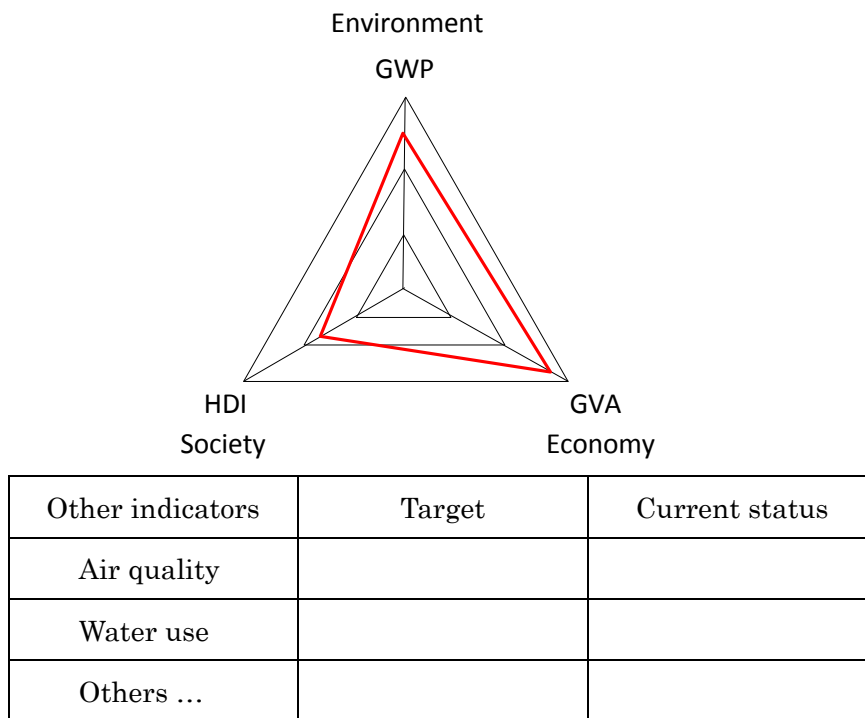 Environment
GWP
HDI
GVA
Society
Economy
Other indicators Target Current status
Air quality
Water use
Others …